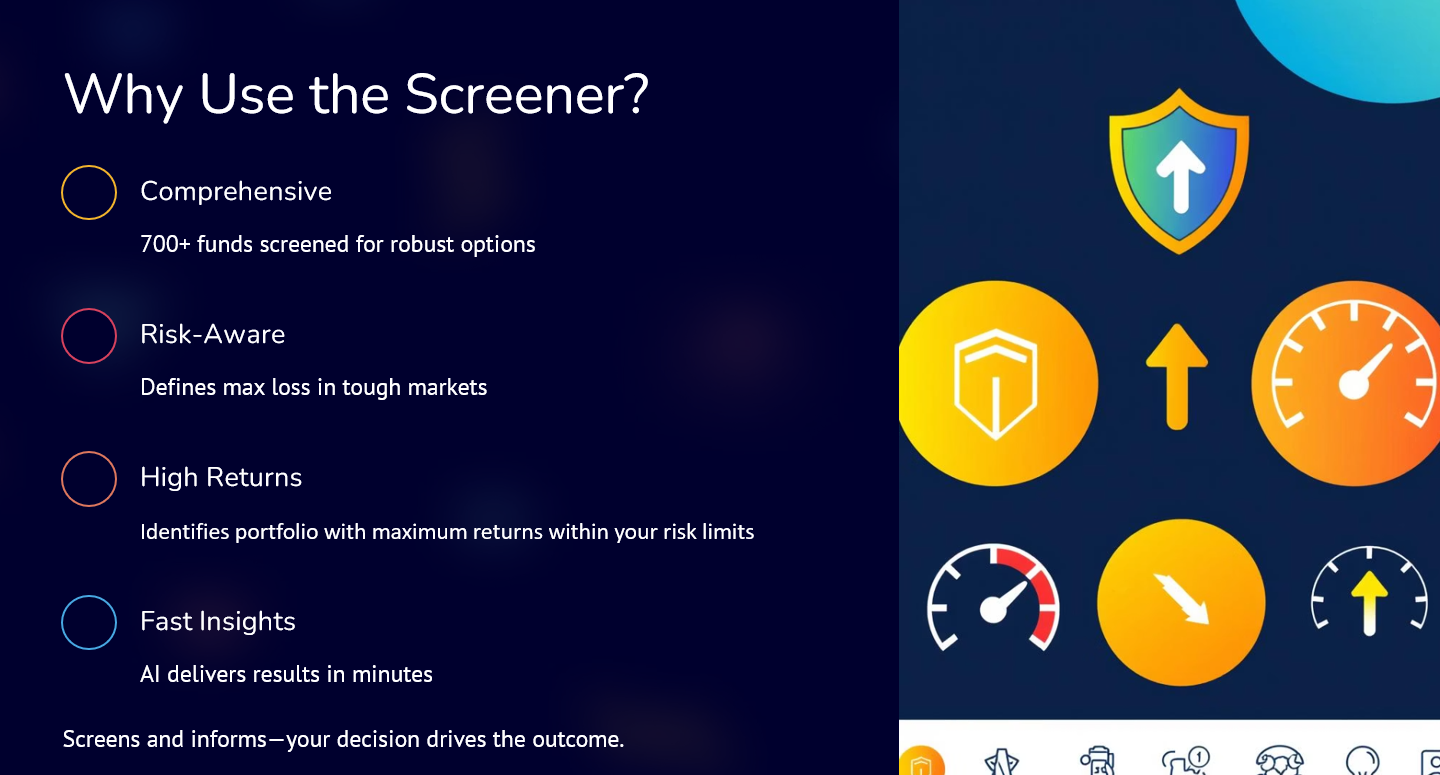 Why Use the Screener?
Comprehensive
700+ funds screened for robust options
Risk-Aware
Defines max loss in tough markets
High Returns
Identifies portfolio with maximum returns within your risk limits
Fast Insights
AI delivers results in minutes
Screens and informs—your decision drives the outcome.
1